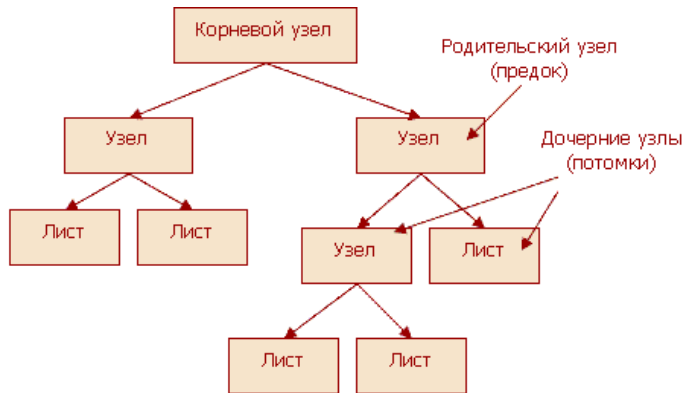 Корневой узел
Родительский узел
(предок)
Узел
Узел
Дочерние узлы
(потомки)
Лист
Лист
Узел
Лист
Лист
Лист